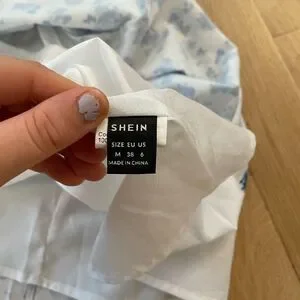 SHEIN
SIZE EU US
M 38 6
MADE IN CHINA